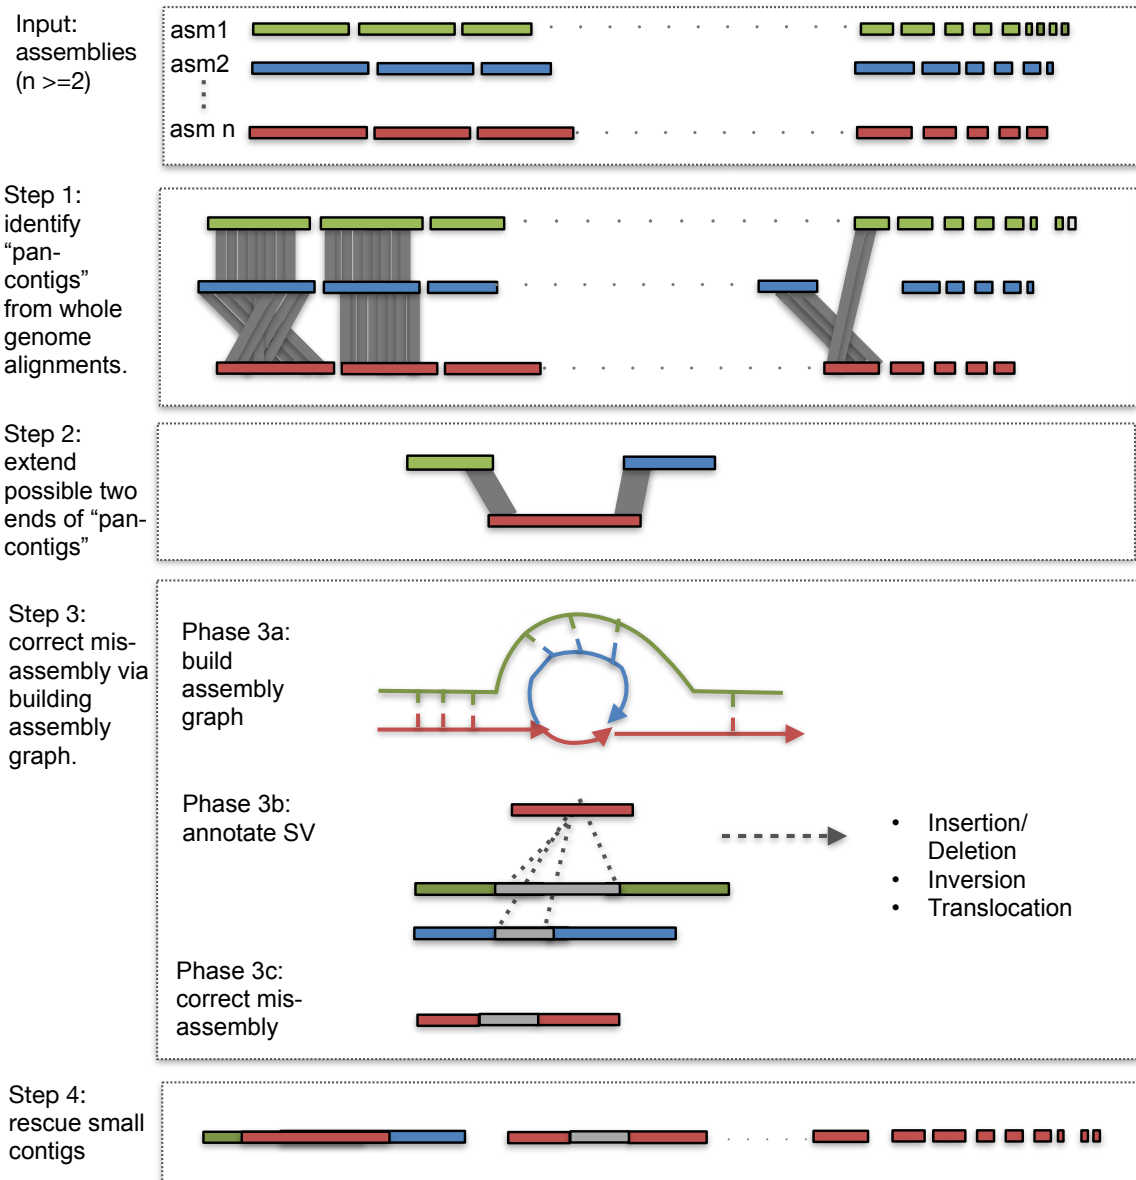 Input:
assemblies
(n >=2)
asm1
asm2
asm n
Step 1:
identify
“pan-
contigs”
from whole
genome
alignments.
Step 2:
extend
possible two
ends of “pan-
contigs”
Step 3:
correct mis-
assembly via
building
assembly
graph.
Phase 3a:
build
assembly
graph
Phase 3b:
annotate SV
• Insertion/
Deletion
• Inversion
• Translocation
Phase 3c:
correct mis-
assembly
Step 4:
rescue small
contigs